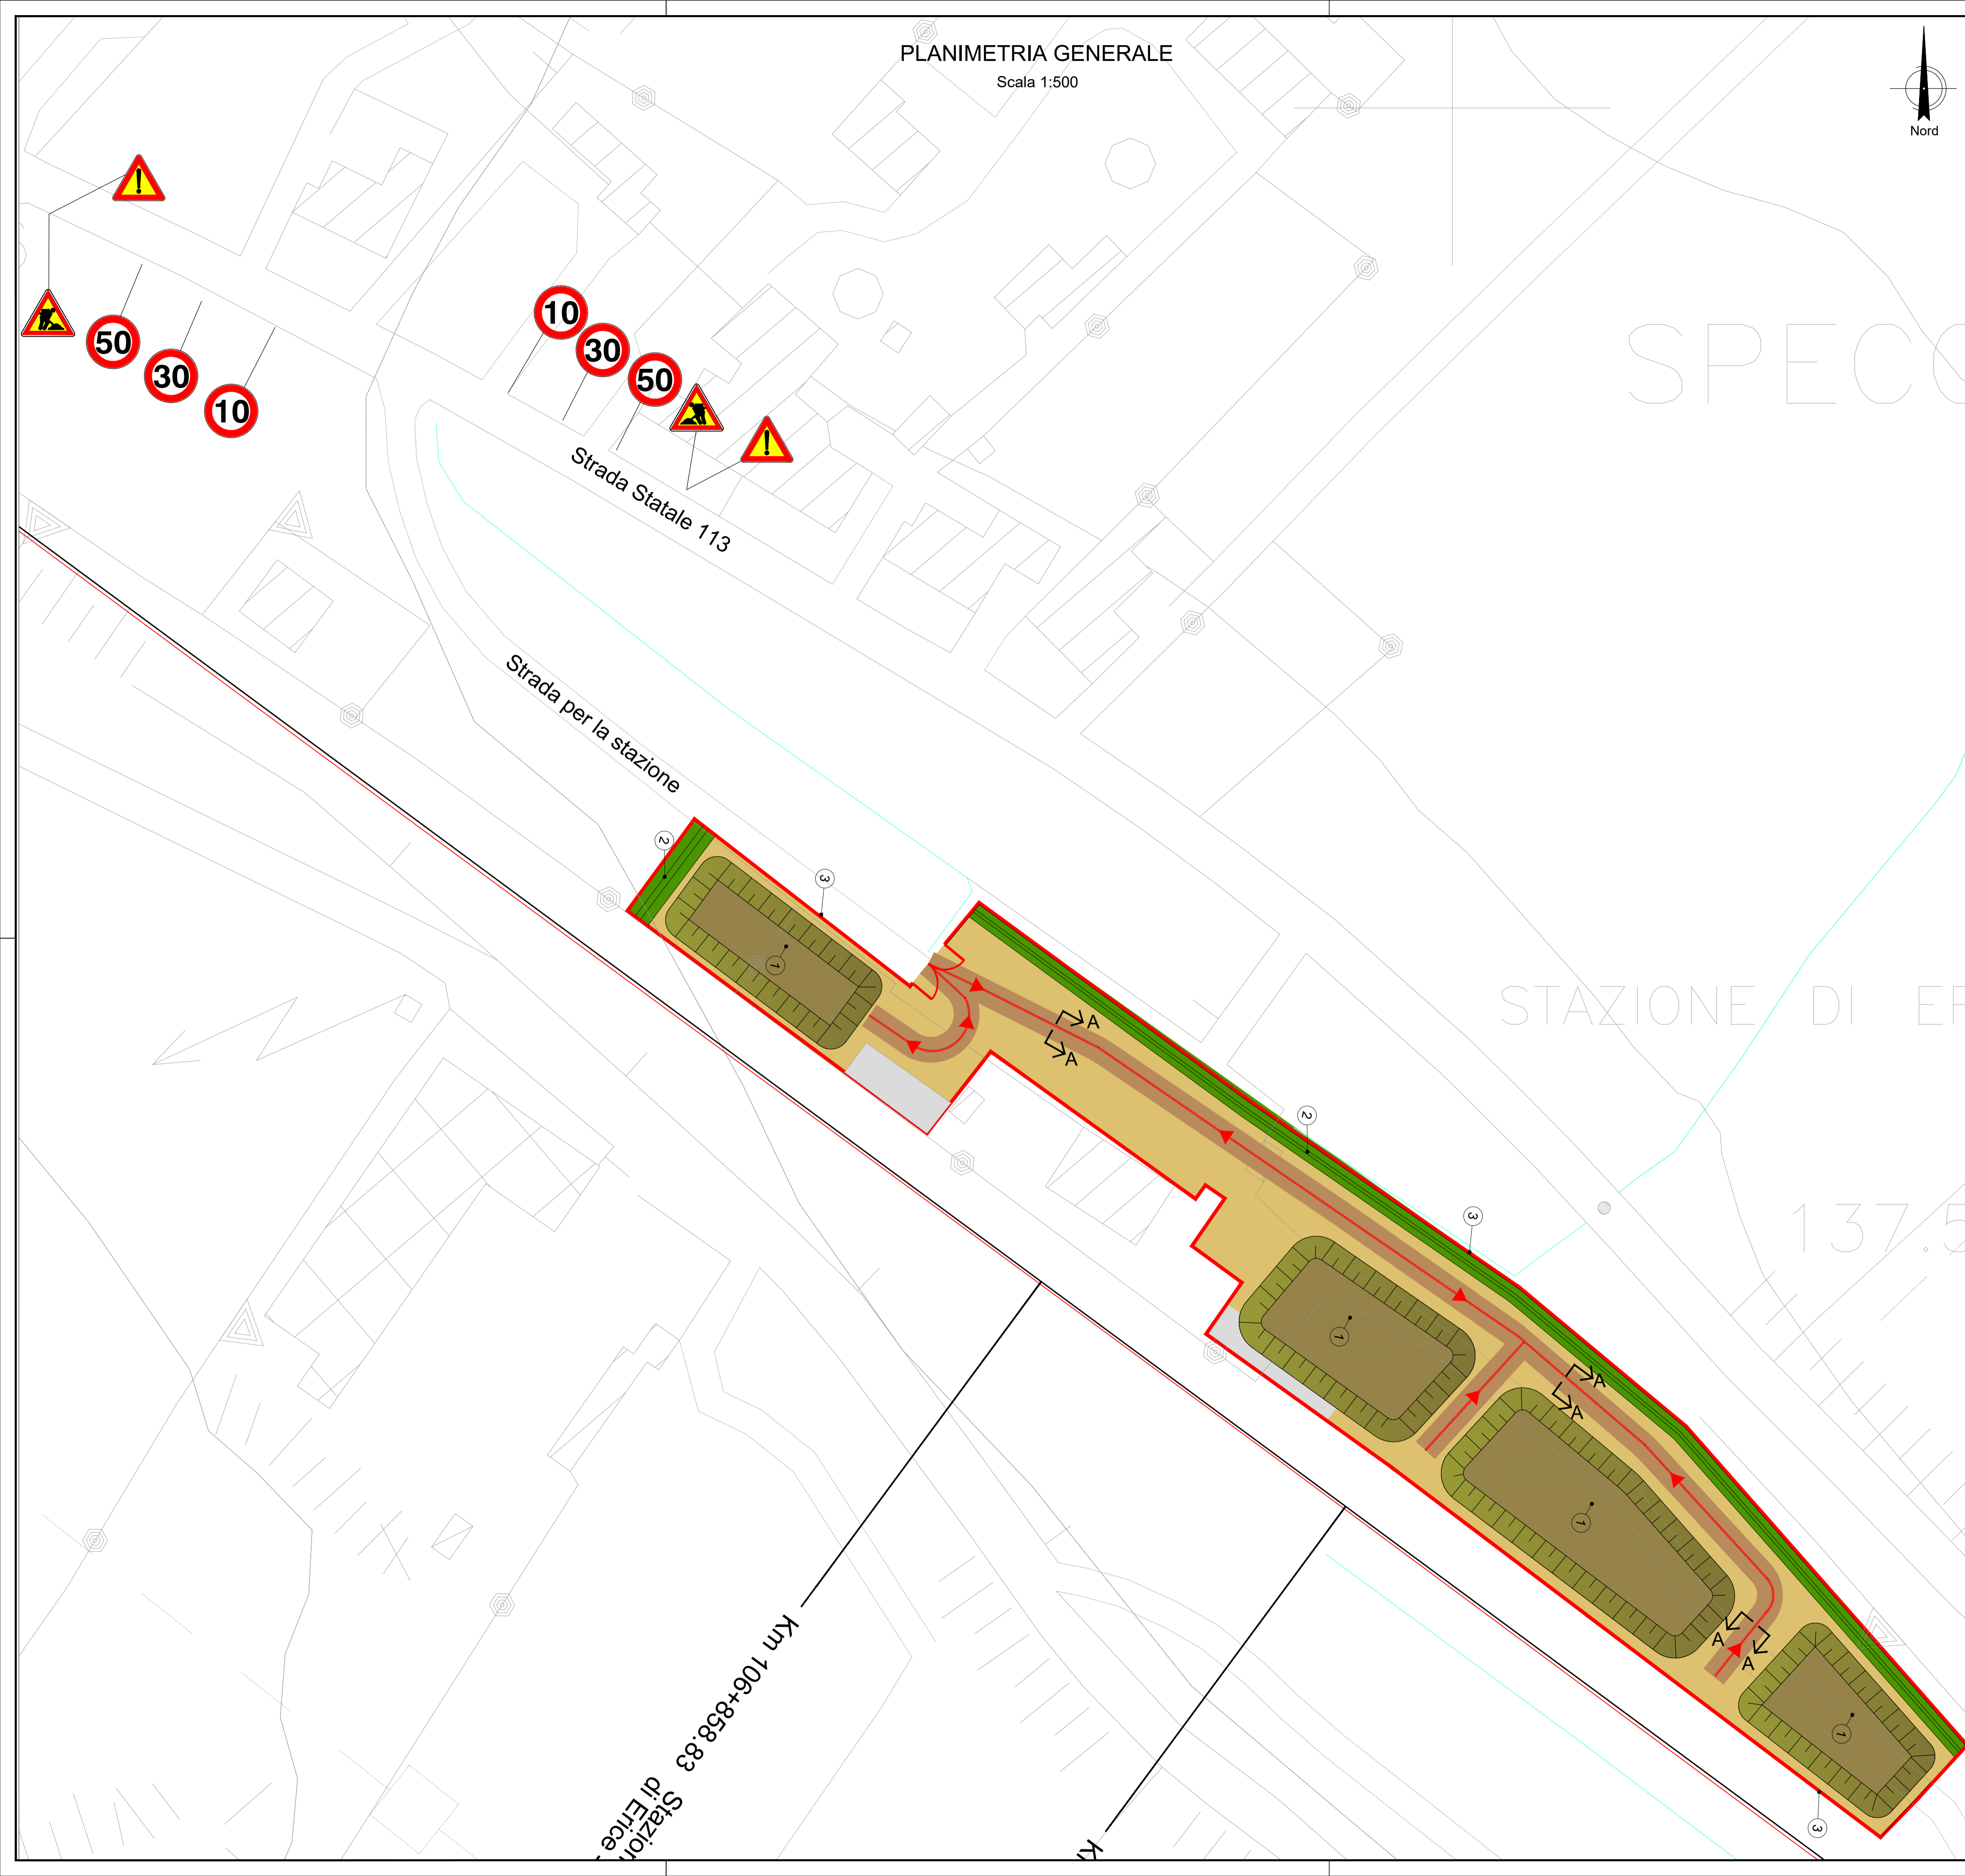 PLANIMETRIA GENERALE
Scala 1:500
Nord
50
30
10
10
30
50
Strada Statale 113
Strada per la stazione
2
3
1
A
A
2
3
1
A
A
1
A
A
1
3
STAZIONE DI
137.5
Km 106+858.83
di Erice